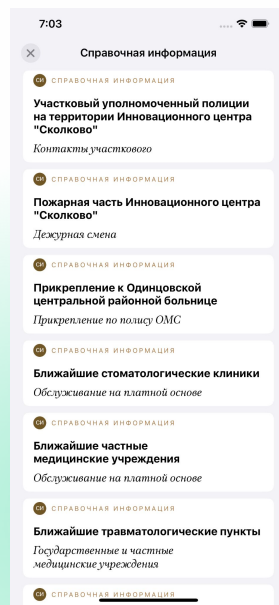 7:03
Справочная информация
СИ СПРАВОЧНАЯ ИНФОРМАЦИЯ
Участковый уполномоченный полиции
на территории Инновационного центра
"Сколково"
Контакты участкового
СИ СПРАВОЧНАЯ ИНФОРМАЦИЯ
Пожарная часть Инновационного центра
"Сколково"
Дежурная смена
СИ СПРАВОЧНАЯ ИНФОРМАЦИЯ
Прикрепление к Одинцовской
центральной районной больнице
Прикрепление по полису ОМС
СИ СПРАВОЧНАЯ ИНФОРМАЦИЯ
Ближайшие стоматологические клиники
Обслуживание на платной основе
СИ СПРАВОЧНАЯ ИНФОРМАЦИЯ
Ближайшие частные
медицинские учреждения
Обслуживание на платной основе
СИ СПРАВОЧНАЯ ИНФОРМАЦИЯ
Ближайшие травматологические пункты
Государственные и частные
медицинские учреждения
СИ СПРАВОЧНАЯ ИНФОРМАЦИЯ